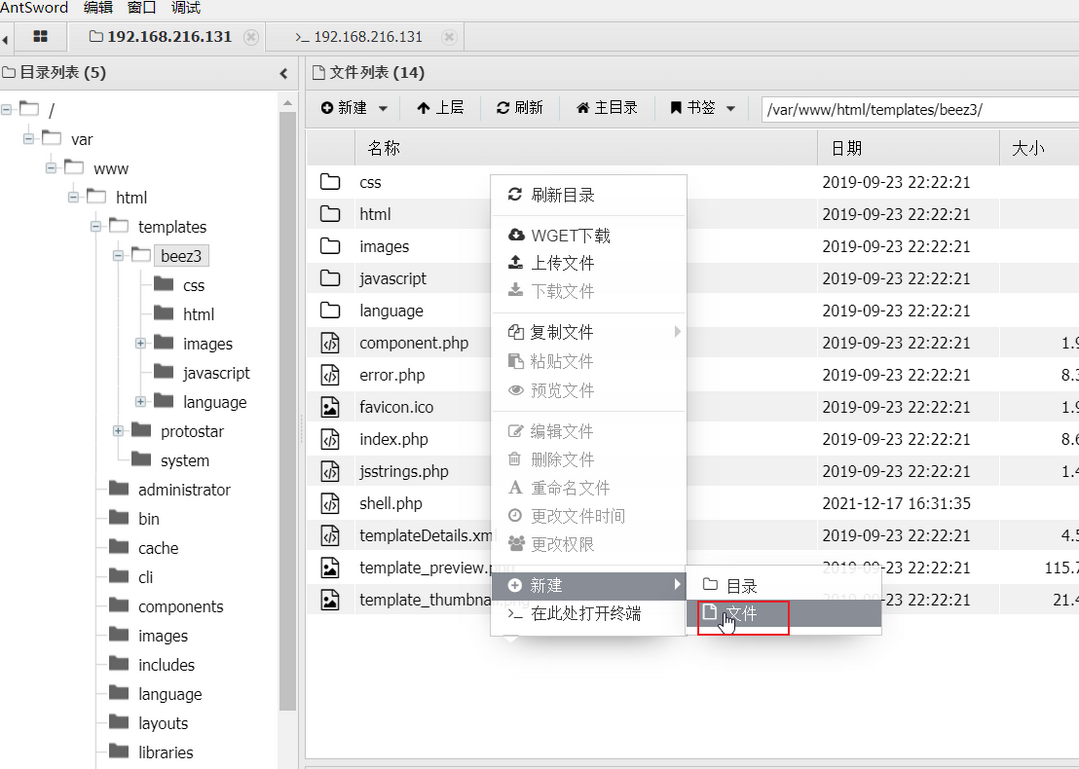 AntSword 编辑 窗口 调试
192.168.216.131 >_ 192.168.216.131
目录列表 (5)
/
var
www
html
templates
beez3
css
html
images
javascript
language
protostar
system
administrator
bin
cache
cli
components
images
includes
language
layouts
libraries
文件列表 (14)
新建 上层 刷新 主目录 书签 /var/www/html/templates/beez3/
名称 日期 大小
css 2019-09-23 22:22:21
html 2019-09-23 22:22:21
images 2019-09-23 22:22:21
javascript 2019-09-23 22:22:21
language 2019-09-23 22:22:21
component.php 2019-09-23 22:22:21 1.9
error.php 2019-09-23 22:22:21 8.3
favicon.ico 2019-09-23 22:22:21 1.9
index.php 2019-09-23 22:22:21 8.6
jsstrings.php 2019-09-23 22:22:21 1.4
shell.php 2021-12-17 16:31:35
templateDetails.xml 2019-09-23 22:22:21 4.5
template_preview.png 2019-09-23 22:22:21 115.7
template_thumbnail.png 2019-09-23 22:22:21 21.4
刷新目录
WGET下载
上传文件
下载文件
复制文件
粘贴文件
预览文件
编辑文件
删除文件
重命名文件
更改文件时间
更改权限
新建
>_ 在此处打开终端
目录
文件